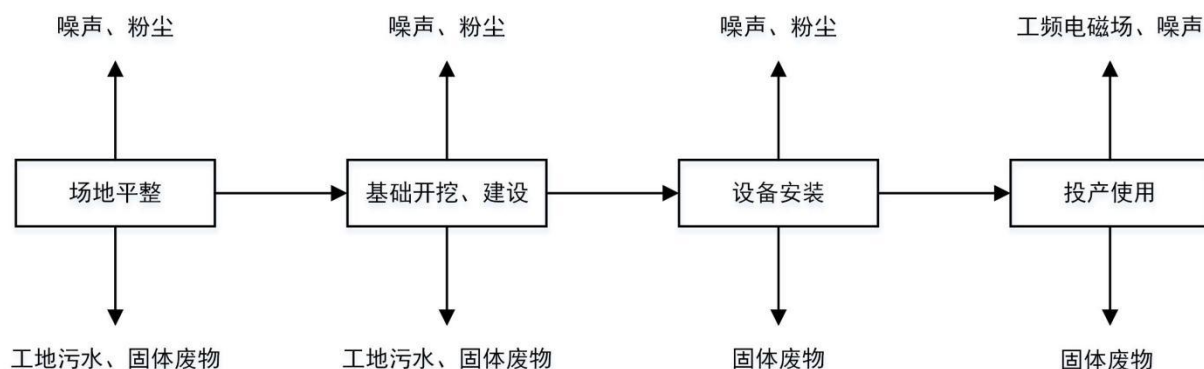 噪声、粉尘
噪声、粉尘
噪声、粉尘
工频电磁场、噪声
场地平整
基础开挖、建设
设备安装
投产使用
工地污水、固体废物
工地污水、固体废物
固体废物
固体废物